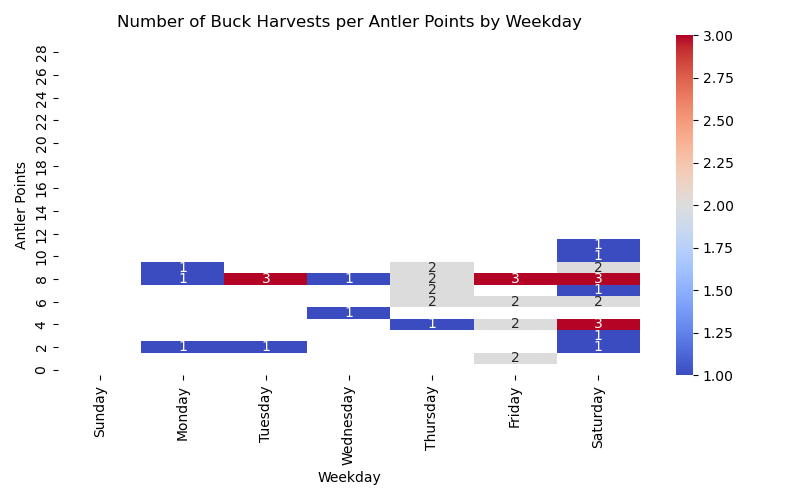 Number of Buck Harvests per Antler Points by Weekday
Antler Points
28
26
24
22
20
18
16
14
12
10
8
6
4
2
0
1
1
1 2 2
1 3 1 2 3 3
2 1
2 2 2
1
1 2 3
1
1 1 1
2
Sunday
Monday
Tuesday
Wednesday
Thursday
Friday
Saturday
Weekday
3.00
2.75
2.50
2.25
2.00
1.75
1.50
1.25
1.00